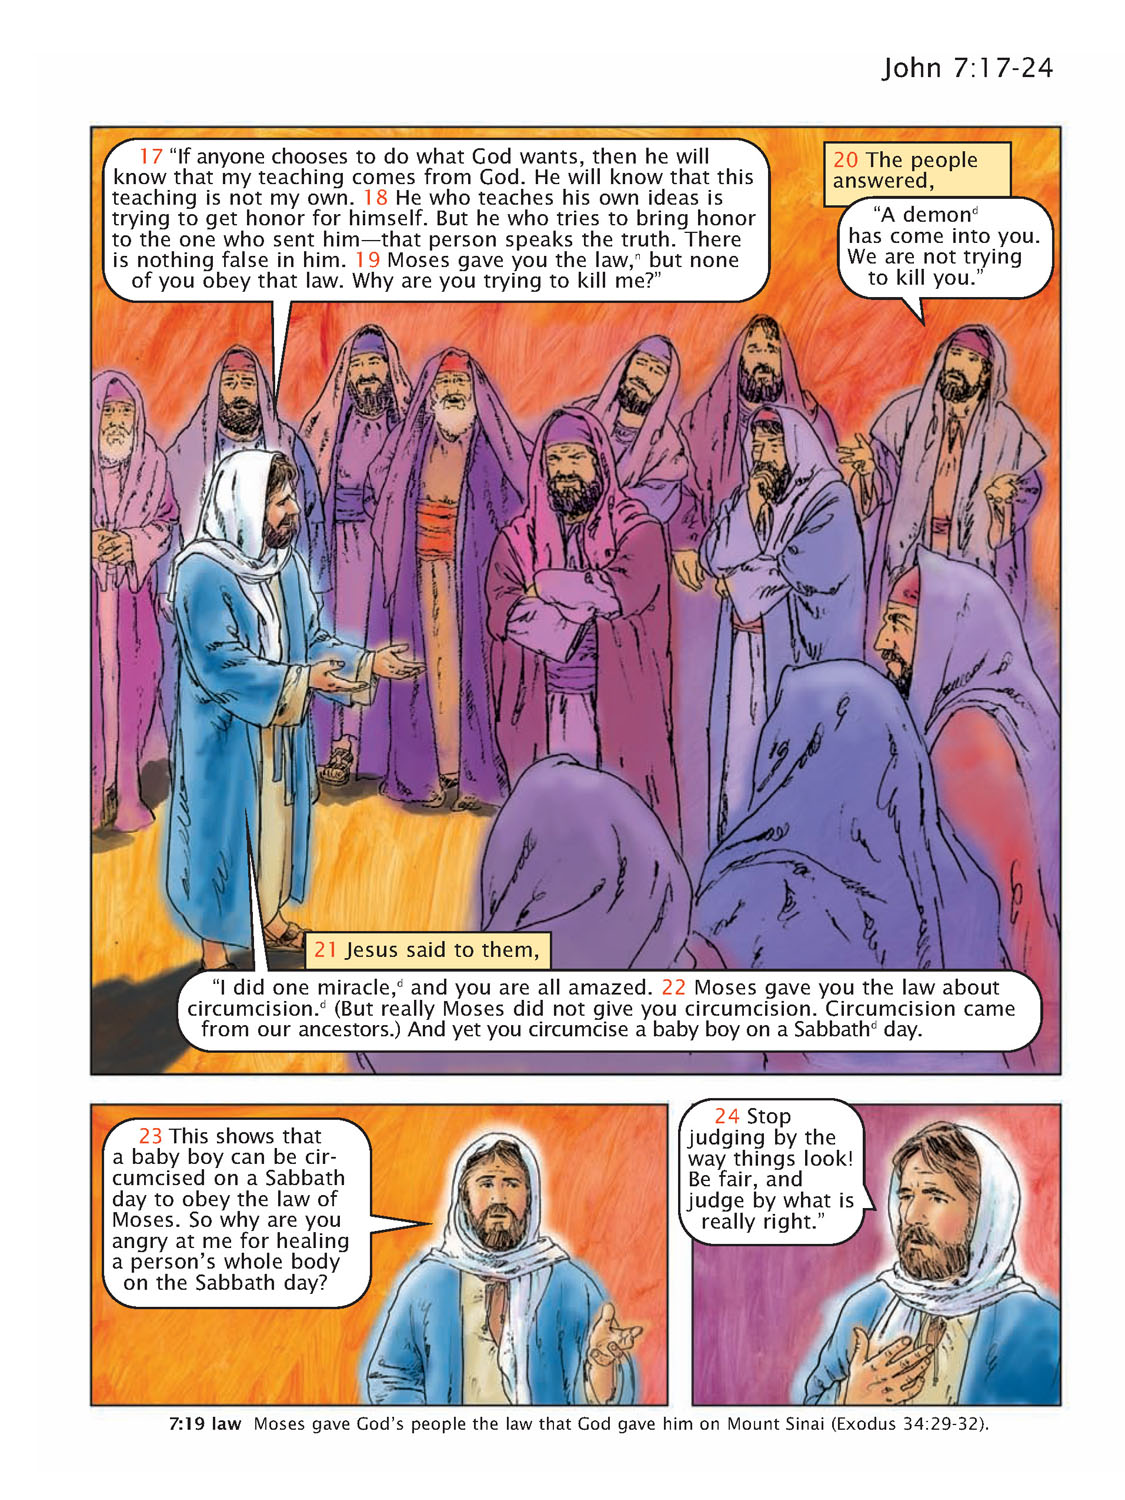 John 7:17-24
17 “If anyone chooses to do what God wants, then he will
know that my teaching comes from God. He will know that this
teaching is not my own. 18 He who teaches his own ideas is
trying to get honor for himself. But he who tries to bring honor
to the one who sent him—that person speaks the truth. There
is nothing false in him. 19 Moses gave you the law,ⁿ but none
of you obey that law. Why are you trying to kill me?”
20 The people
answered,
“A demonᵈ
has come into you.
We are not trying
to kill you.”
21 Jesus said to them,
“I did one miracle,ᵈ and you are all amazed. 22 Moses gave you the law about
circumcision.ᵈ (But really Moses did not give you circumcision. Circumcision came
from our ancestors.) And yet you circumcise a baby boy on a Sabbathᵈ day.
23 This shows that
a baby boy can be cir-
cumcised on a Sabbath
day to obey the law of
Moses. So why are you
angry at me for healing
a person’s whole body
on the Sabbath day?
24 Stop
judging by the
way things look!
Be fair, and
judge by what is
really right.”
7:19 law Moses gave God’s people the law that God gave him on Mount Sinai (Exodus 34:29-32).